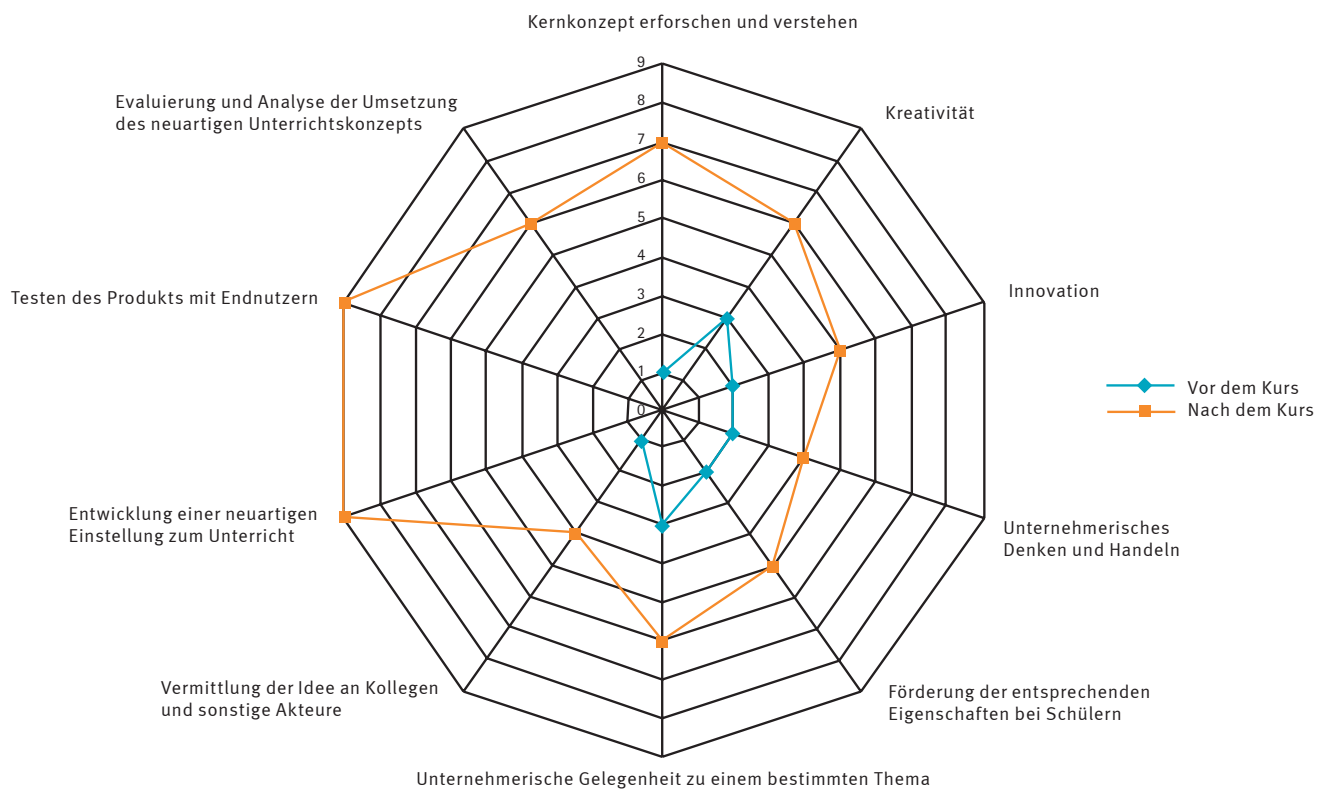 Kernkonzept erforschen und verstehen
9
8
7
6
5
4
3
2
1
0
Kreativität
Innovation
Unternehmerisches
Denken und Handeln
Förderung der entsprechenden
Eigenschaften bei Schülern
Unternehmerische Gelegenheit zu einem bestimmten Thema
Vermittlung der Idee an Kollegen
und sonstige Akteure
Entwicklung einer neuartigen
Einstellung zum Unterricht
Testen des Produkts mit Endnutzern
Evaluierung und Analyse der Umsetzung
des neuartigen Unterrichtskonzepts
Vor dem Kurs
Nach dem Kurs